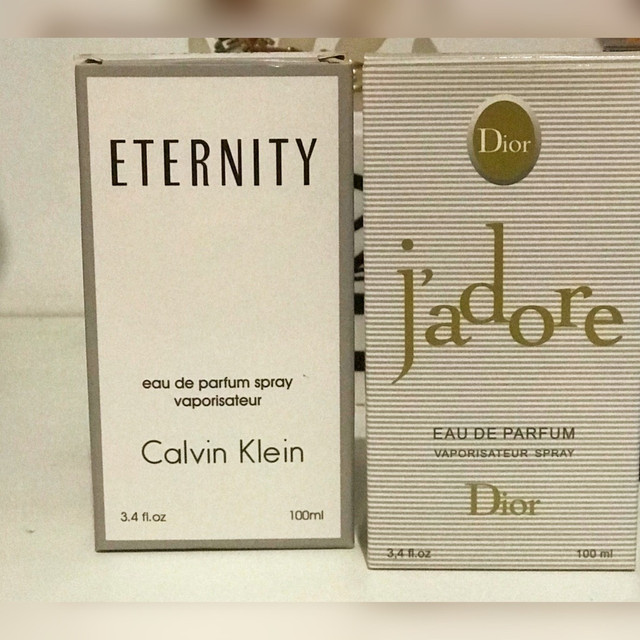 ETERNITY
eau de parfum spray
vaporisateur
Calvin Klein
3.4 fl.oz 100ml
Dior
j'adore
EAU DE PARFUM
VAPORISATEUR SPRAY
Dior
3,4 fl.oz 100 ml